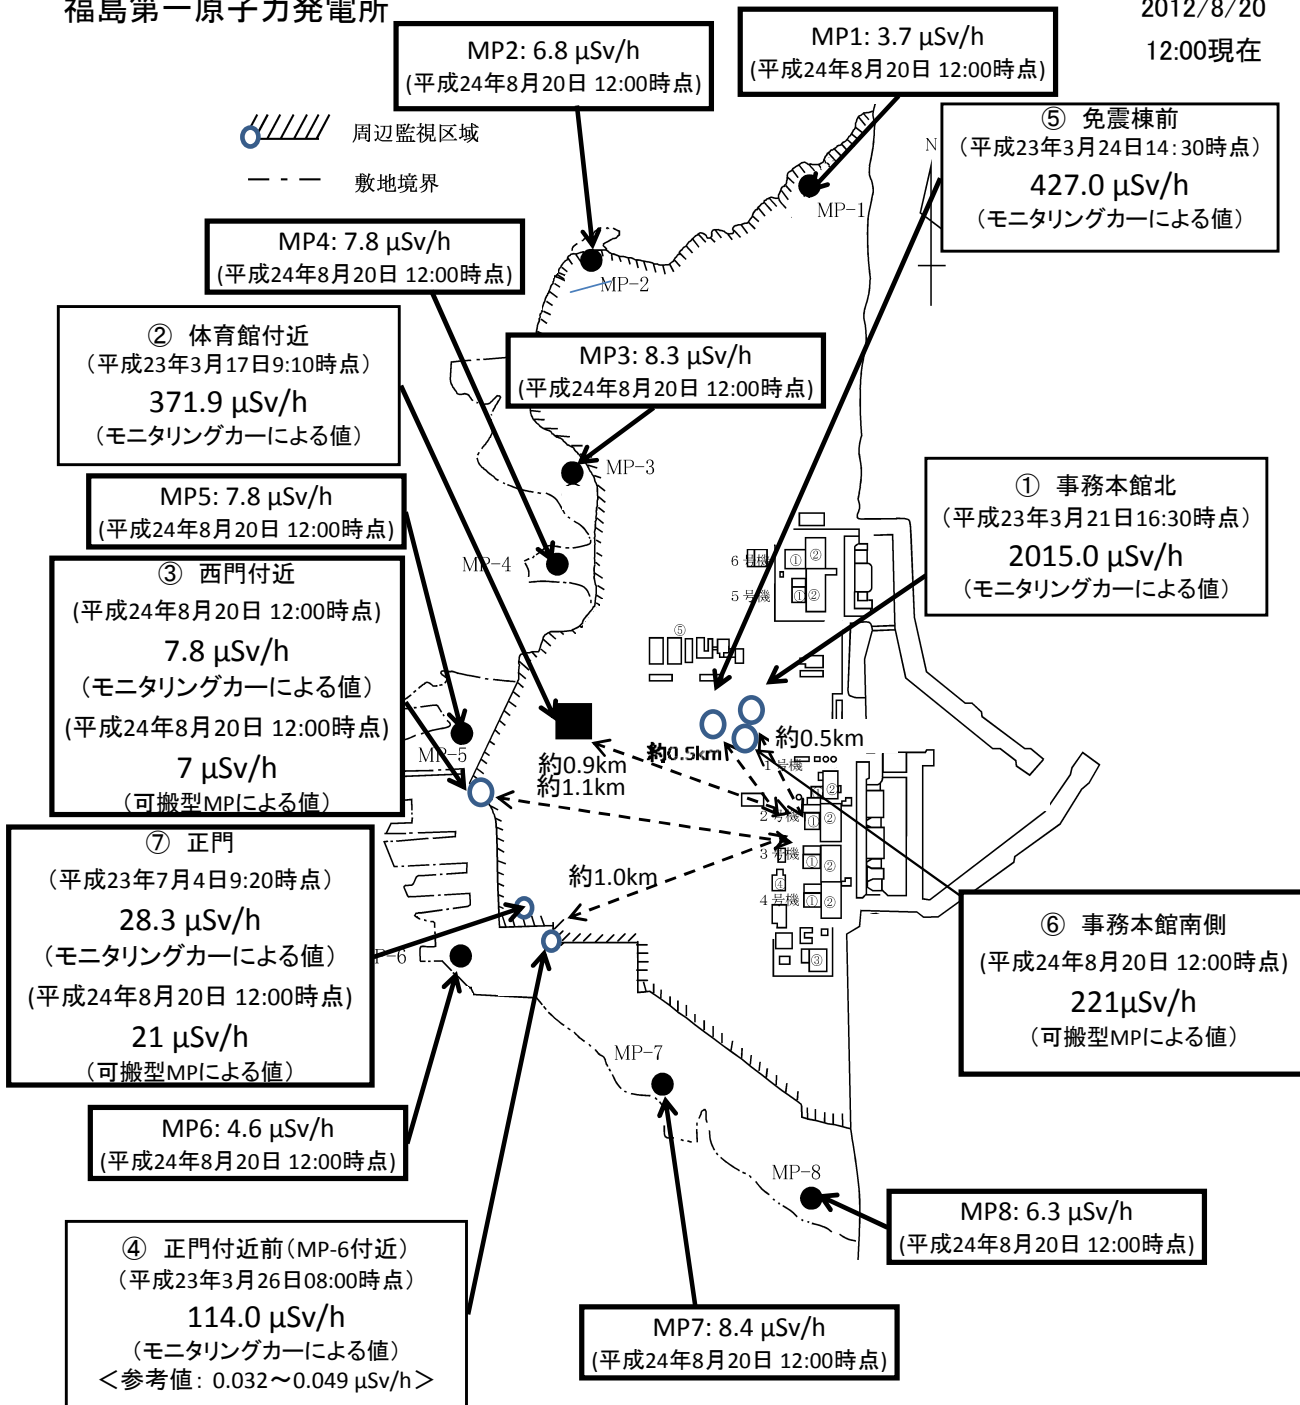 福島第一原子力発電所
2012/8/20
12:00現在
MP2: 6.8 μSv/h
(平成24年8月20日 12:00時点)
MP1: 3.7 μSv/h
(平成24年8月20日 12:00時点)
周辺監視区域
敷地境界
⑤ 免震棟前
(平成23年3月24日14:30時点)
427.0 μSv/h
(モニタリングカーによる値)
N
MP-1
MP4: 7.8 μSv/h
(平成24年8月20日 12:00時点)
MP-2
② 体育館付近
(平成23年3月17日9:10時点)
371.9 μSv/h
(モニタリングカーによる値)
MP3: 8.3 μSv/h
(平成24年8月20日 12:00時点)
MP-3
MP5: 7.8 μSv/h
(平成24年8月20日 12:00時点)
① 事務本館北
(平成23年3月21日16:30時点)
2015.0 μSv/h
(モニタリングカーによる値)
MP-4
6号機 ① ②
5号機 ① ②
③ 西門付近
(平成24年8月20日 12:00時点)
7.8 μSv/h
(モニタリングカーによる値)
(平成24年8月20日 12:00時点)
7 μSv/h
(可搬型MPによる値)
⑤
MP-5
約0.9km
約1.1km
約0.5km
約0.5km
1号機 ②
2号機 ① ②
3号機 ① ②
④
4号機 ① ②
③
約1.0km
⑦ 正門
(平成23年7月4日9:20時点)
28.3 μSv/h
(モニタリングカーによる値)
(平成24年8月20日 12:00時点)
21 μSv/h
(可搬型MPによる値)
P-6
⑥ 事務本館南側
(平成24年8月20日 12:00時点)
221μSv/h
(可搬型MPによる値)
MP-7
MP6: 4.6 μSv/h
(平成24年8月20日 12:00時点)
MP-8
MP8: 6.3 μSv/h
(平成24年8月20日 12:00時点)
④ 正門付近前(MP-6付近)
(平成23年3月26日08:00時点)
114.0 μSv/h
(モニタリングカーによる値)
＜参考値: 0.032～0.049 μSv/h＞
MP7: 8.4 μSv/h
(平成24年8月20日 12:00時点)